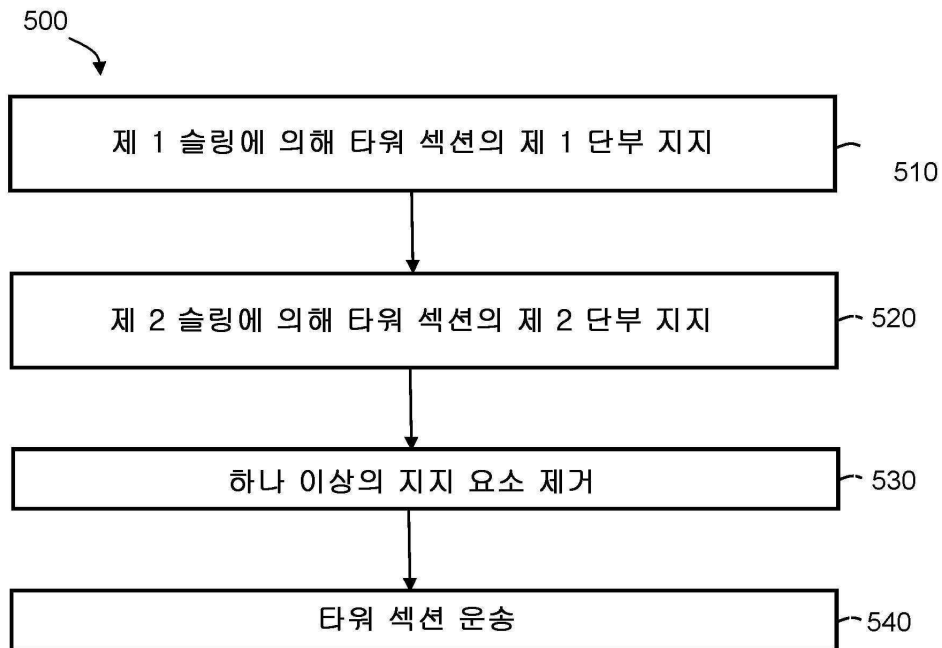 500
제 1 슬링에 의해 타워 섹션의 제 1 단부 지지
510
제 2 슬링에 의해 타워 섹션의 제 2 단부 지지
520
하나 이상의 지지 요소 제거
530
타워 섹션 운송
540